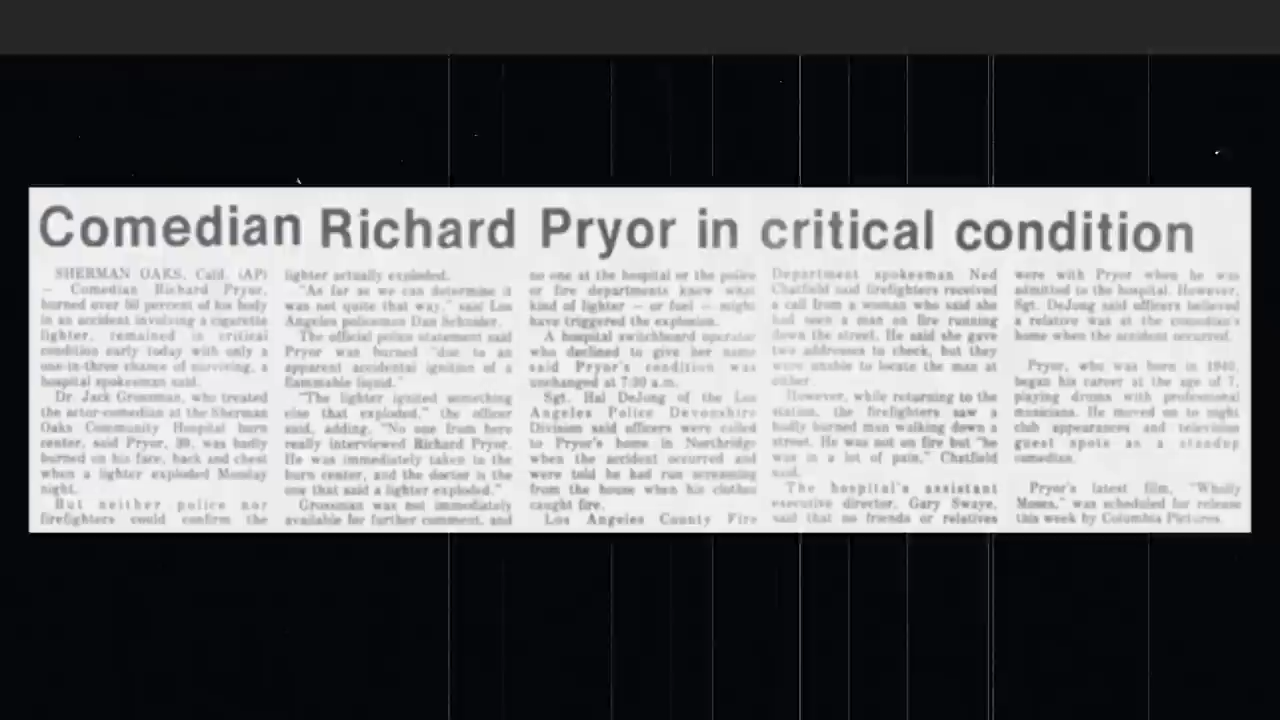 Comedian Richard Pryor in critical condition
SHERMAN OAKS, Calif. (AP)
— Comedian Richard Pryor,
burned over 50 percent of his body
in an accident involving a cigarette
lighter, remained in critical
condition early today with only a
one-in-three chance of surviving, a
hospital spokesman said.
Dr. Jack Grossman, who treated
the actor-comedian at the Sherman
Oaks Community Hospital burn
center, said Pryor, 39, was badly
burned on his face, back and chest
when a lighter exploded Monday
night.
But neither police nor
firefighters could confirm the
lighter actually exploded.
"As far as we can determine it
was not quite that way," said Los
Angeles policeman Dan
The official police statement said
Pryor was burned "due to an
apparent accidental ignition of a
flammable liquid."
"The lighter ignited something
else that exploded," the officer
said, adding, "No one from here
really interviewed Richard Pryor.
He was immediately taken to the
burn center, and the doctor is the
one that said a lighter exploded."
Grossman was not immediately
available for further comment, and
no one at the hospital or the police
or fire departments knew what
kind of lighter — or fuel — might
have triggered the explosion.
A hospital switchboard operator
who declined to give her name
said Pryor's condition was
unchanged at 7:30 a.m.
Sgt. Hal DeJong of the Los
Angeles Police Devonshire
Division said officers were called
to Pryor's home in Northridge
when the accident occurred and
were told he had run screaming
from the house when his clothes
caught fire.
Los Angeles County Fire
Department spokesman Ned
Chatfield said firefighters received
a call from a woman who said she
had seen a man on fire running
down the street. He said she gave
two addresses to check, but they
were unable to locate the man at
either.
However, while returning to the
station, the firefighters saw a
badly burned man walking down a
street. He was not on fire but "he
was in a lot of pain," Chatfield
said.
The hospital's assistant
executive director, Gary Swaye,
said that no friends or relatives
were with Pryor when he was
admitted to the hospital. However,
Sgt. DeJong said officers believed
a relative was at the comedian's
home when the accident occurred.
Pryor, who was born in 1940,
began his career at the age of 7,
playing drums with professional
musicians. He moved on to night
club appearances and television
guest spots as a standup
comedian.
Pryor's latest film, "Wholly
Moses," was scheduled for release
this week by Columbia Pictures.